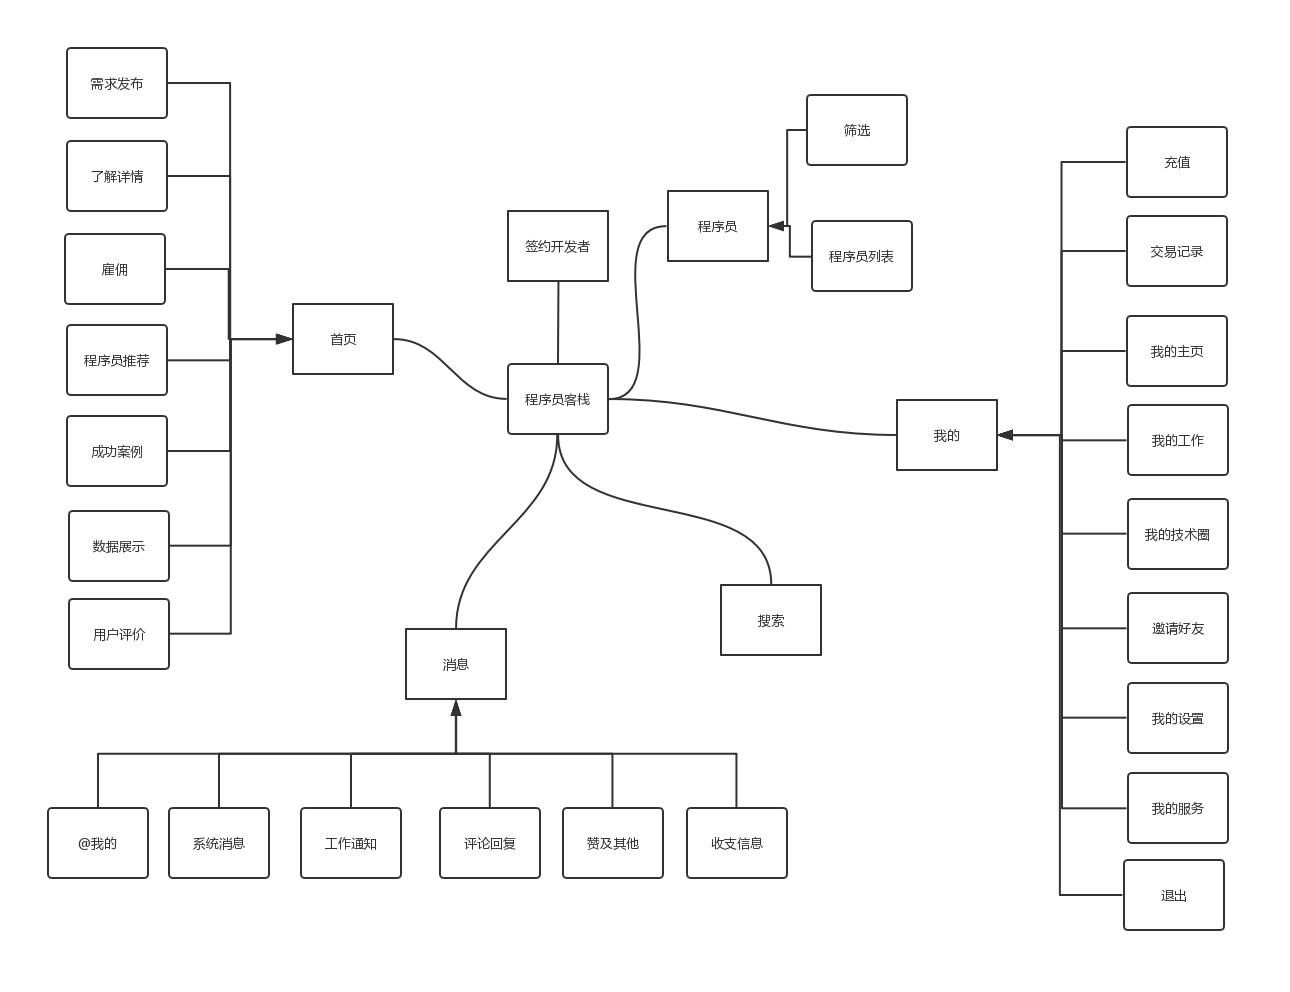 需求发布
了解详情
雇佣
程序员推荐
成功案例
数据展示
用户评价
首页
签约开发者
程序员客栈
程序员
筛选
程序员列表
我的
充值
交易记录
我的主页
我的工作
我的技术圈
邀请好友
我的设置
我的服务
退出
搜索
消息
@我的
系统消息
工作通知
评论回复
赞及其他
收支信息